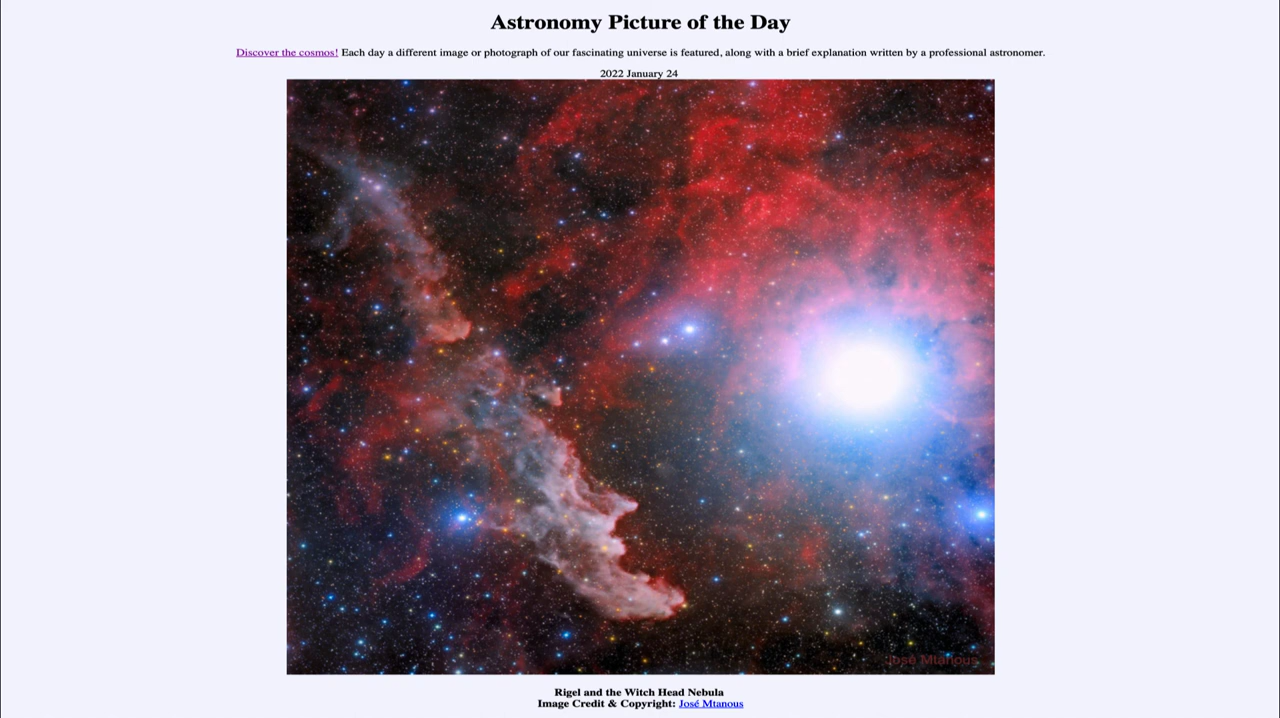 Astronomy Picture of the Day
Discover the cosmos! Each day a different image or photograph of our fascinating universe is featured, along with a brief explanation written by a professional astronomer.
2022 January 24
José Mtanous
Rigel and the Witch Head Nebula
Image Credit & Copyright: José Mtanous